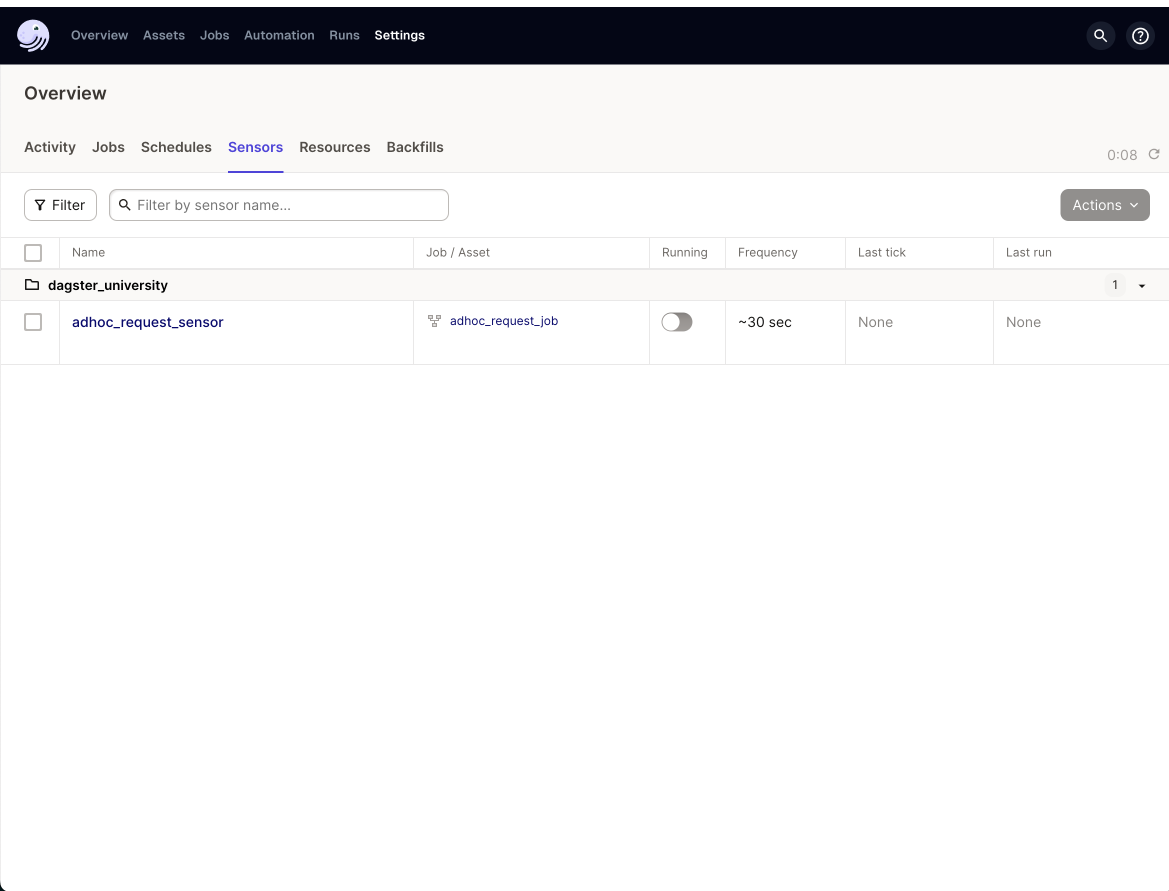 Overview Assets Jobs Automation Runs Settings
Overview
Activity Jobs Schedules Sensors Resources Backfills
0:08
Filter Filter by sensor name... Actions
Name Job / Asset Running Frequency Last tick Last run
dagster_university 1
adhoc_request_sensor adhoc_request_job ~30 sec None None